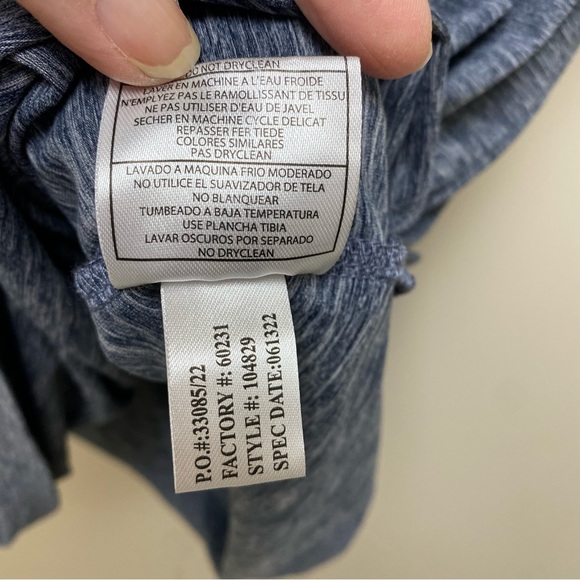 DO NOT DRYCLEAN
LAVER EN MACHINE A L'EAU FROIDE
N'EMPLYEZ PAS LE RAMOLLISSANT DE TISSU
NE PAS UTILISER D'EAU DE JAVEL
SECHER EN MACHINE CYCLE DELICAT
REPASSER FER TIEDE
COLORES SIMILARES
PAS DRYCLEAN
LAVADO A MAQUINA FRIO MODERADO
NO UTILICE EL SUAVIZADOR DE TELA
NO BLANQUEAR
TUMBEADO A BAJA TEMPERATURA
USE PLANCHA TIBIA
LAVAR OSCUROS POR SEPARADO
NO DRYCLEAN
P.O.#:33085/22
FACTORY #: 60231
STYLE #: 104829
SPEC DATE:061322